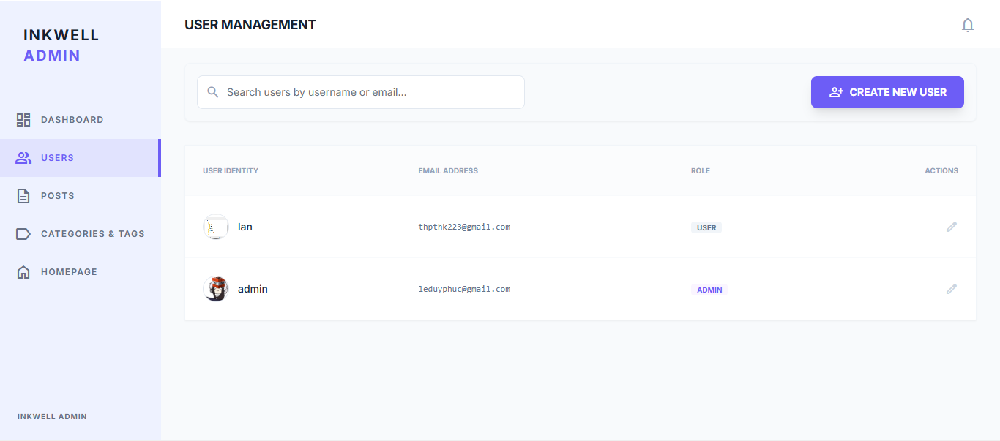 INKWELL
ADMIN
USER MANAGEMENT
Search users by username or email...
CREATE NEW USER
DASHBOARD
USERS
POSTS
CATEGORIES & TAGS
HOMEPAGE
USER IDENTITY EMAIL ADDRESS ROLE ACTIONS
lan thpthk223@gmail.com USER
admin leduyphuc@gmail.com ADMIN
INKWELL ADMIN